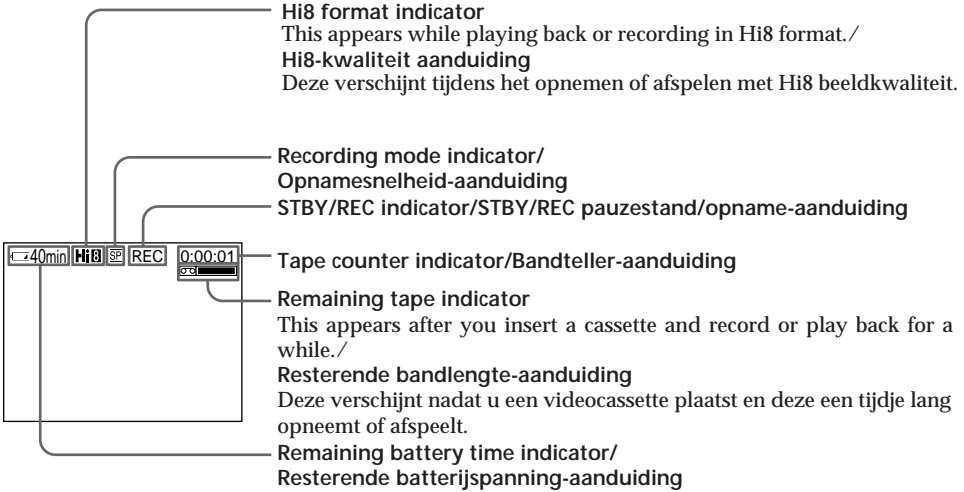 Hi8 format indicator
This appears while playing back or recording in Hi8 format./
Hi8-kwaliteit aanduiding
Deze verschijnt tijdens het opnemen of afspelen met Hi8 beeldkwaliteit.
Recording mode indicator/
Opnamesnelheid-aanduiding
STBY/REC indicator/STBY/REC pauzestand/opname-aanduiding
40min Hi8 SP REC 0:00:01
Tape counter indicator/Bandteller-aanduiding
Remaining tape indicator
This appears after you insert a cassette and record or play back for a
while./
Resterende bandlengte-aanduiding
Deze verschijnt nadat u een videocassette plaatst en deze een tijdje lang
opneemt of afspeelt.
Remaining battery time indicator/
Resterende batterijspanning-aanduiding